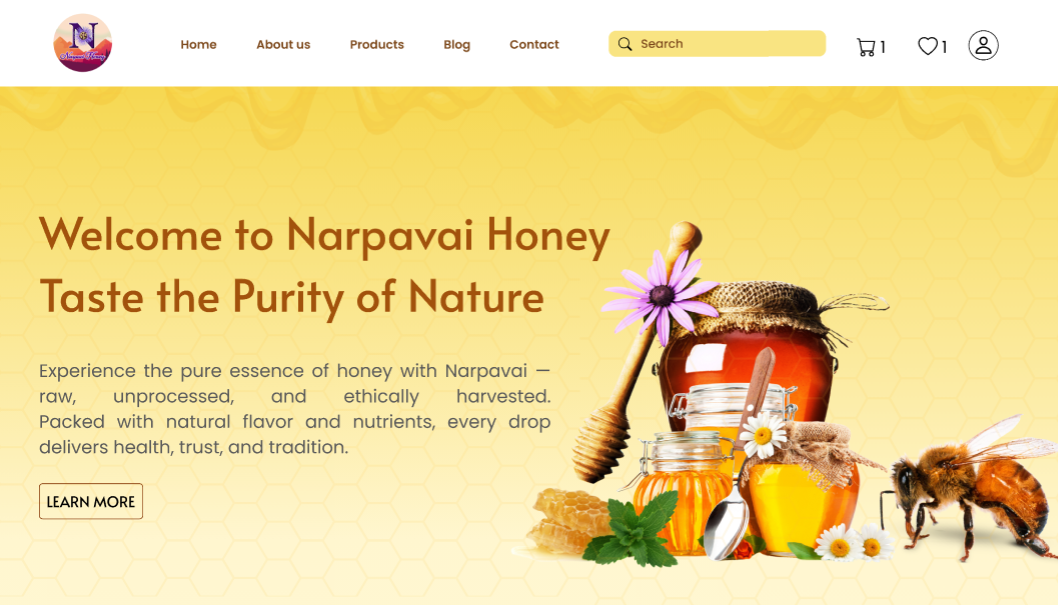 N
Narpavai Honey
Home About us Products Blog Contact Search 1 1
Welcome to Narpavai Honey
Taste the Purity of Nature
Experience the pure essence of honey with Narpavai —
raw, unprocessed, and ethically harvested.
Packed with natural flavor and nutrients, every drop
delivers health, trust, and tradition.
LEARN MORE